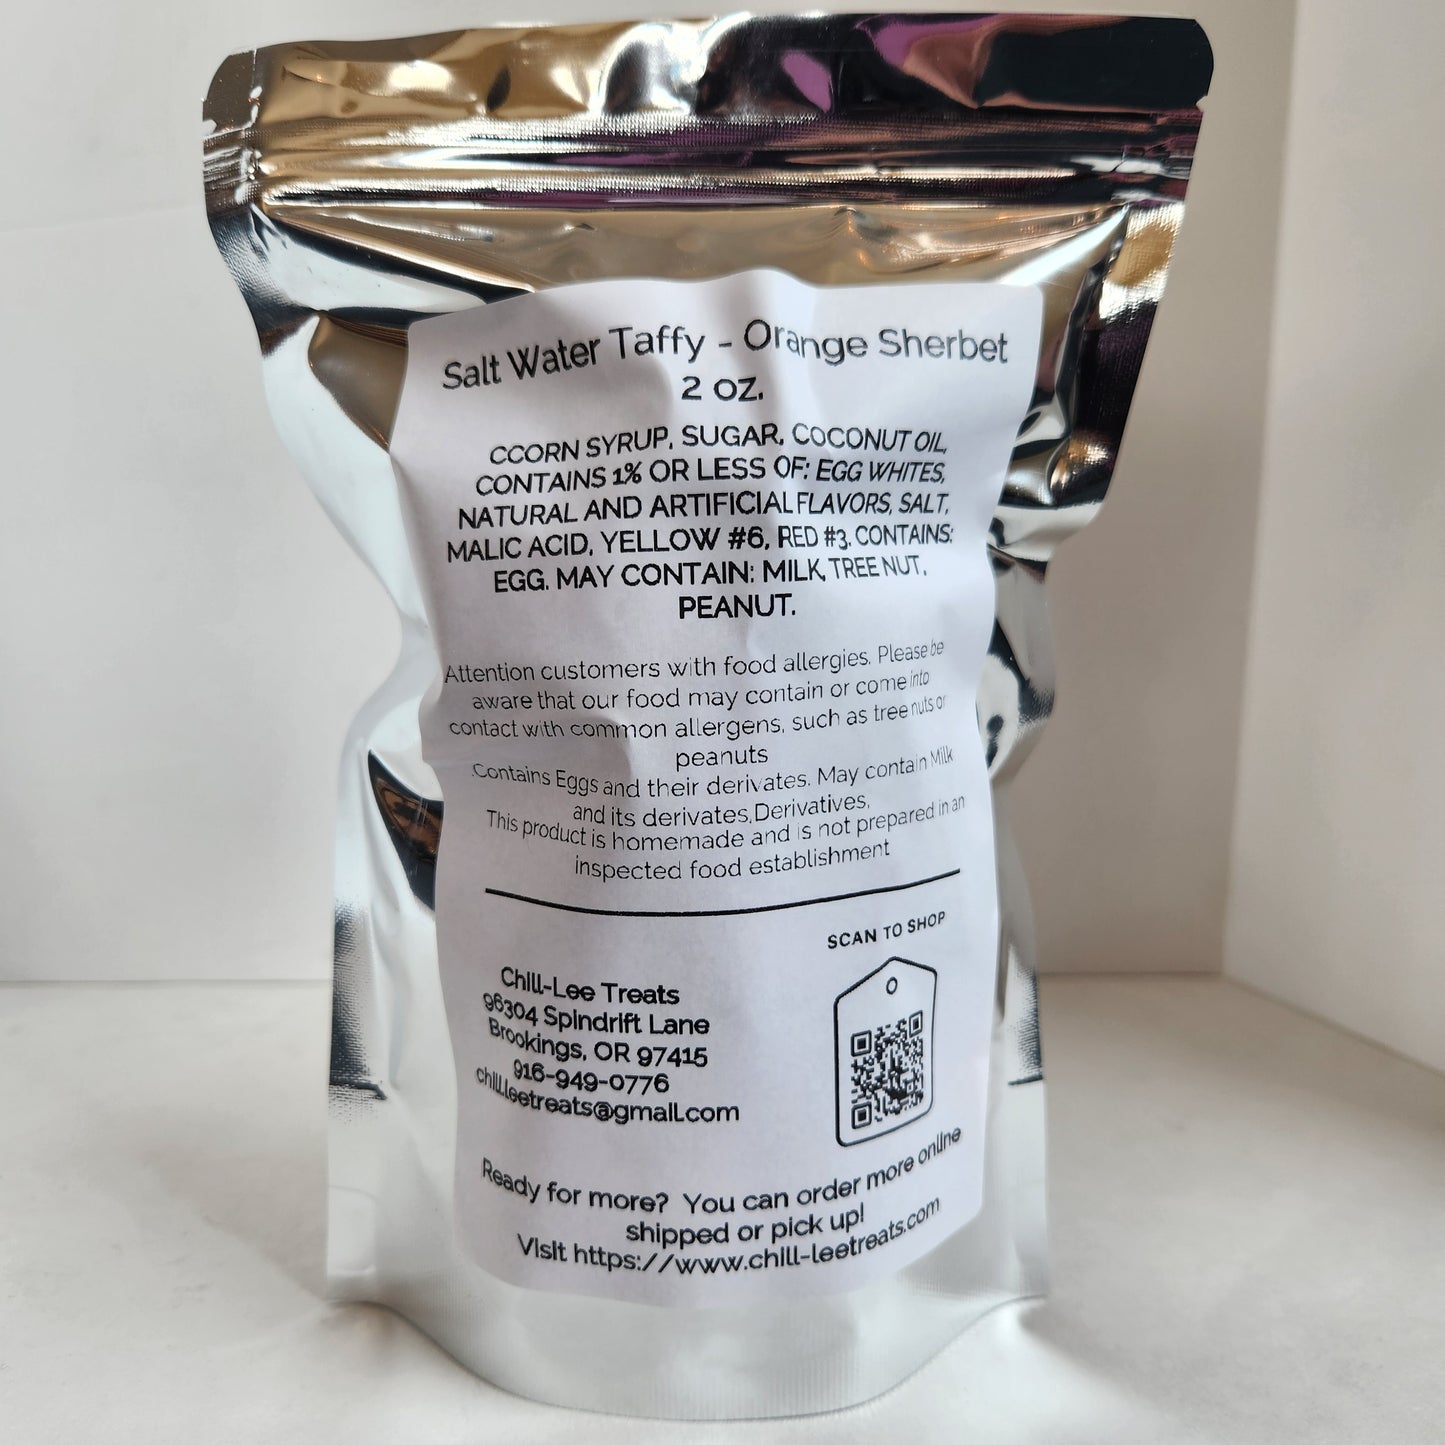 Salt Water Taffy - Orange Sherbet
2 oz.
CCORN SYRUP, SUGAR, COCONUT OIL,
CONTAINS 1% OR LESS OF: EGG WHITES,
NATURAL AND ARTIFICIAL FLAVORS, SALT,
MALIC ACID, YELLOW #6, RED #3. CONTAINS:
EGG. MAY CONTAIN: MILK, TREE NUT,
PEANUT.
Attention customers with food allergies. Please be
aware that our food may contain or come into
contact with common allergens, such as tree nuts or
peanuts
.Contains Eggs and their derivates. May contain Milk
and its derivates,Derivatives,
This product is homemade and is not prepared in an
inspected food establishment
SCAN TO SHOP
Chill-Lee Treats
96304 Spindrift Lane
Brookings, OR 97415
916-949-0776
chill.leetreats@gmail.com
Ready for more? You can order more online
shipped or pick up!
Visit https://www.chill-leetreats.com